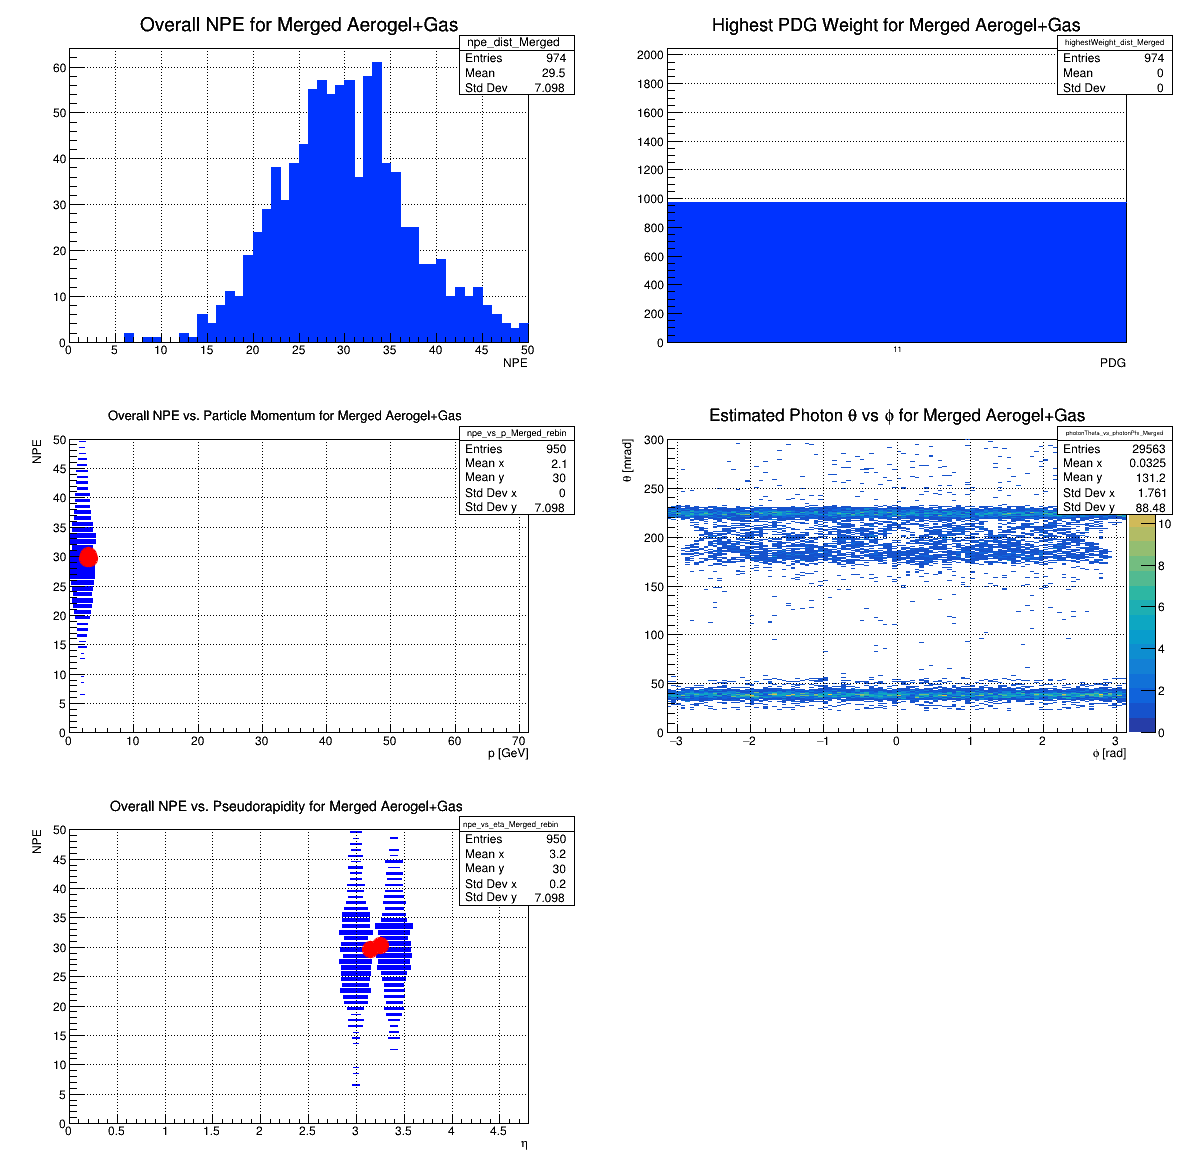 Overall NPE for Merged Aerogel+Gas
npe_dist_Merged
Entries 974
Mean 29.5
Std Dev 7.098
60
50
40
30
20
10
0
0 5 10 15 20 25 30 35 40 45 50
NPE
Highest PDG Weight for Merged Aerogel+Gas
highestWeight_dist_Merged
Entries 974
Mean 0
Std Dev 0
2000
1800
1600
1400
1200
1000
800
600
400
200
0
11
PDG
Overall NPE vs. Particle Momentum for Merged Aerogel+Gas
npe_vs_p_Merged_rebin
Entries 950
Mean x 2.1
Mean y 30
Std Dev x 0
Std Dev y 7.098
NPE
50
45
40
35
30
25
20
15
10
5
0
0 10 20 30 40 50 60 70
p [GeV]
Estimated Photon θ vs ϕ for Merged Aerogel+Gas
photonTheta_vs_photonPhi_Merged
Entries 29563
Mean x 0.0325
Mean y 131.2
Std Dev x 1.761
Std Dev y 88.48
θ [mrad]
300
250
200
150
100
50
0
−3 −2 −1 0 1 2 3
ϕ [rad]
10
8
6
4
2
0
Overall NPE vs. Pseudorapidity for Merged Aerogel+Gas
npe_vs_eta_Merged_rebin
Entries 950
Mean x 3.2
Mean y 30
Std Dev x 0.2
Std Dev y 7.098
NPE
50
45
40
35
30
25
20
15
10
5
0
0 0.5 1 1.5 2 2.5 3 3.5 4 4.5
η